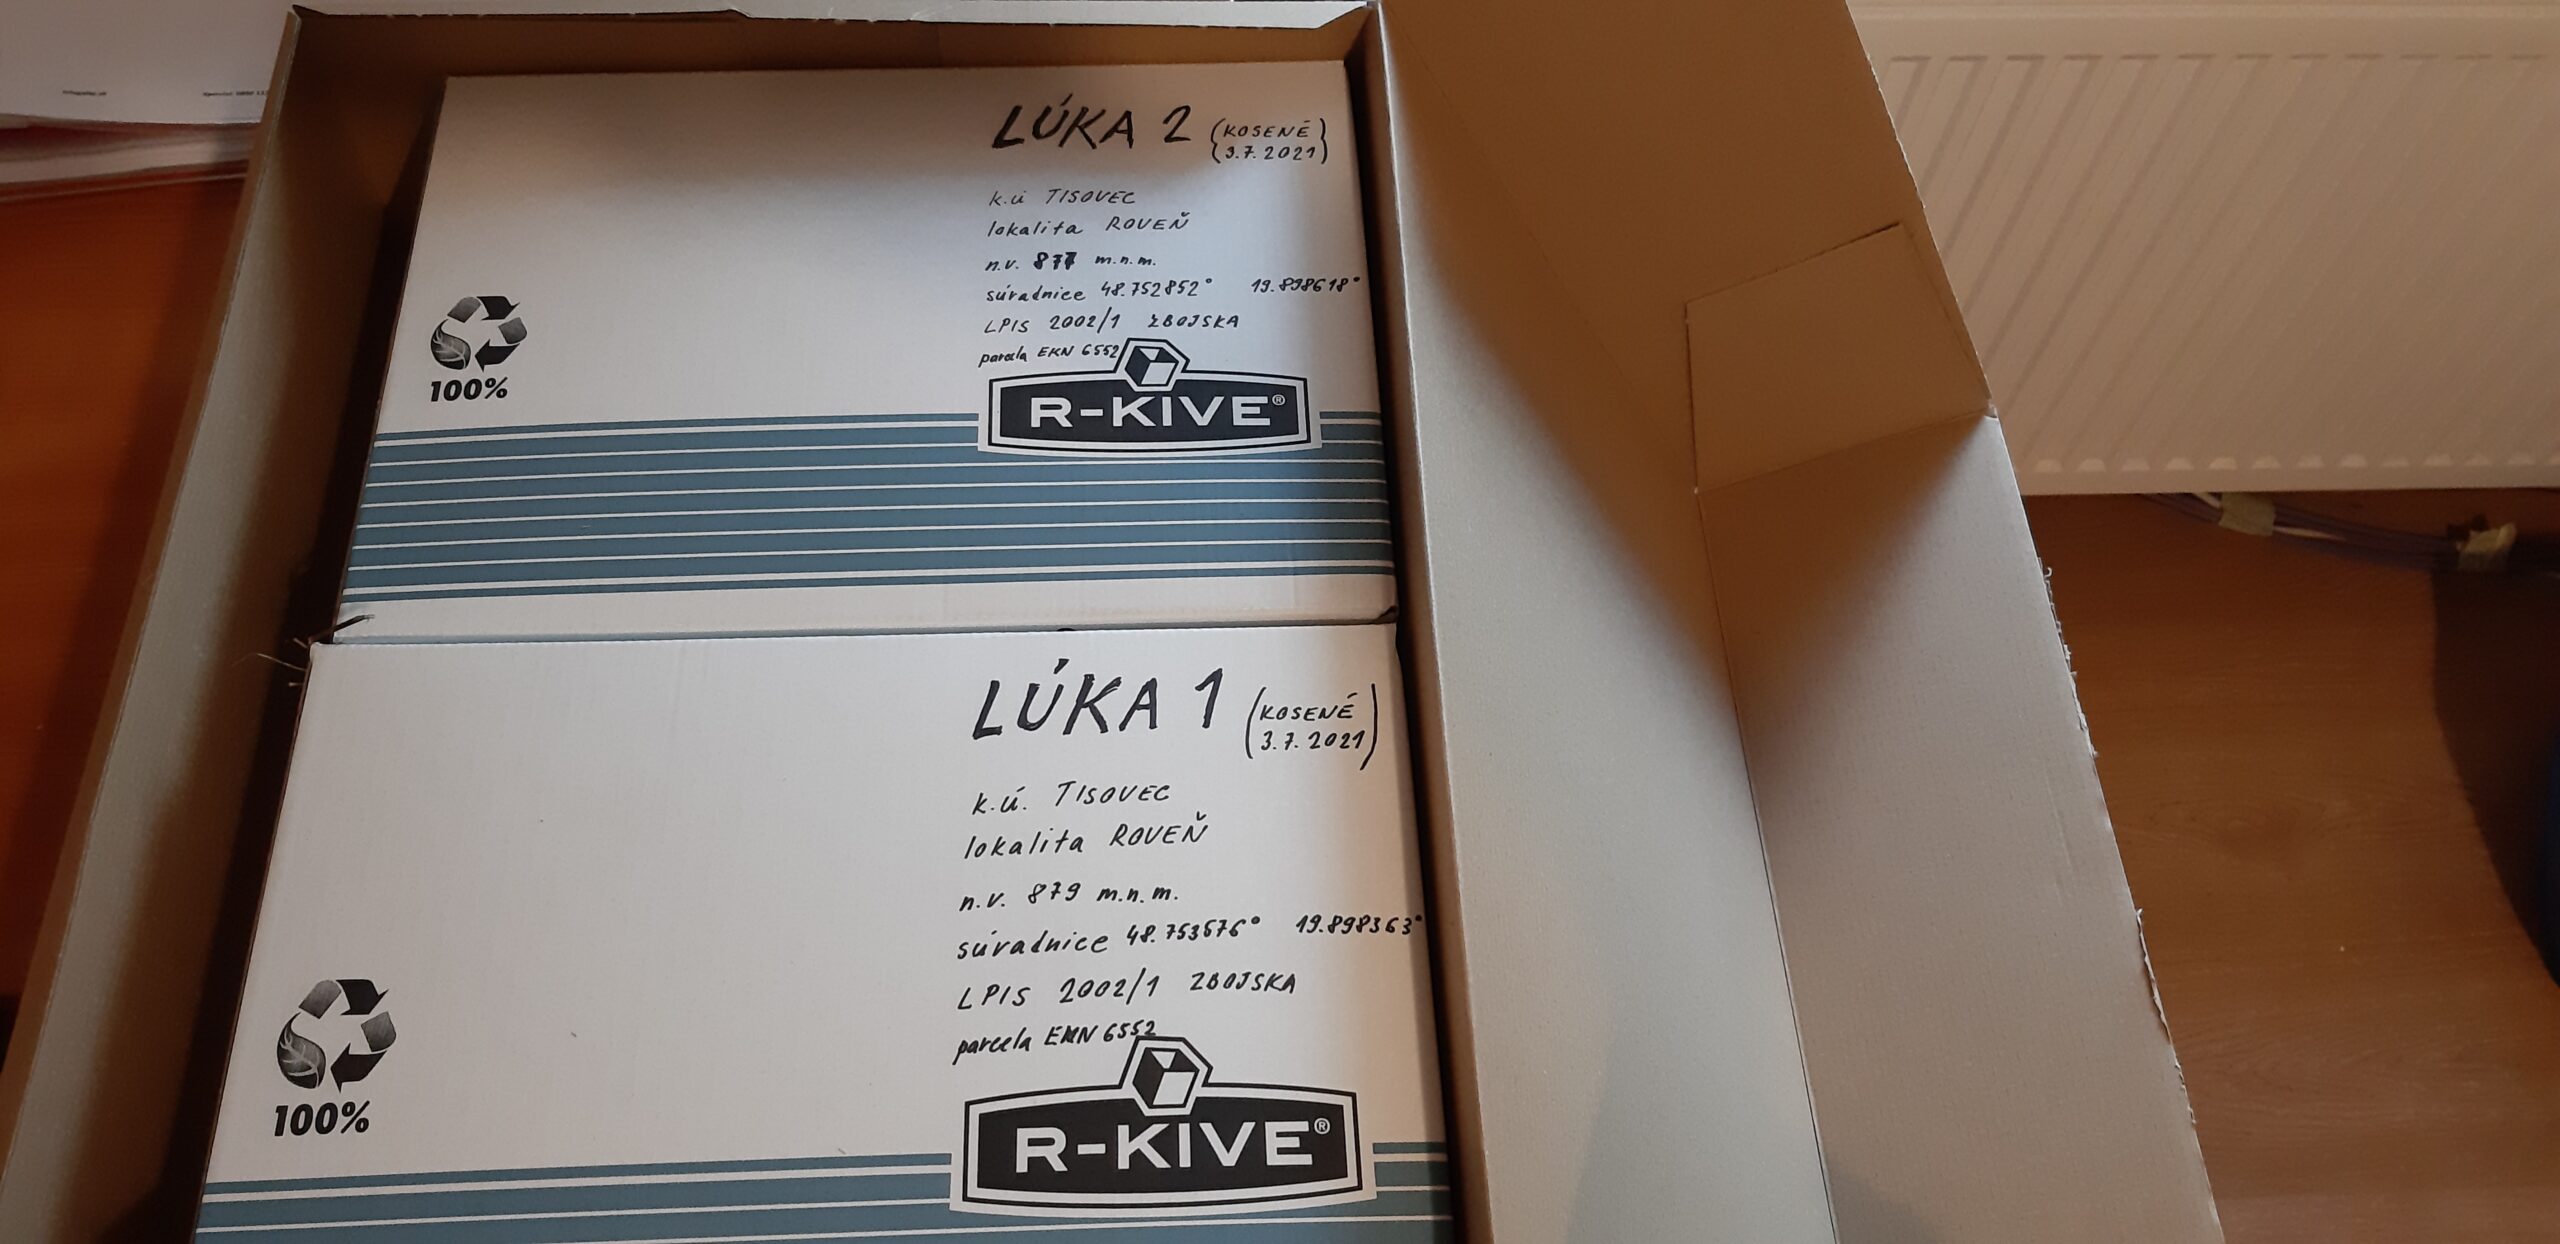 LÚKA 2 (KOSENÉ
3.7.2021)
k.ú TISOVEC
lokalita ROVEŇ
n.v. 877 m.n.m.
súradnice 48.752852° 19.898618°
LPIS 2002/1 ZBOJSKA
parcela EKN 6552
100%
R-KIVE®
LÚKA 1 (KOSENÉ
3.7.2021)
k.ú. TISOVEC
lokalita ROVEŇ
n.v. 879 m.n.m.
súradnice 48.753576° 19.898363°
LPIS 2002/1 ZBOJSKA
parcela EKN 6552
100%
R-KIVE®